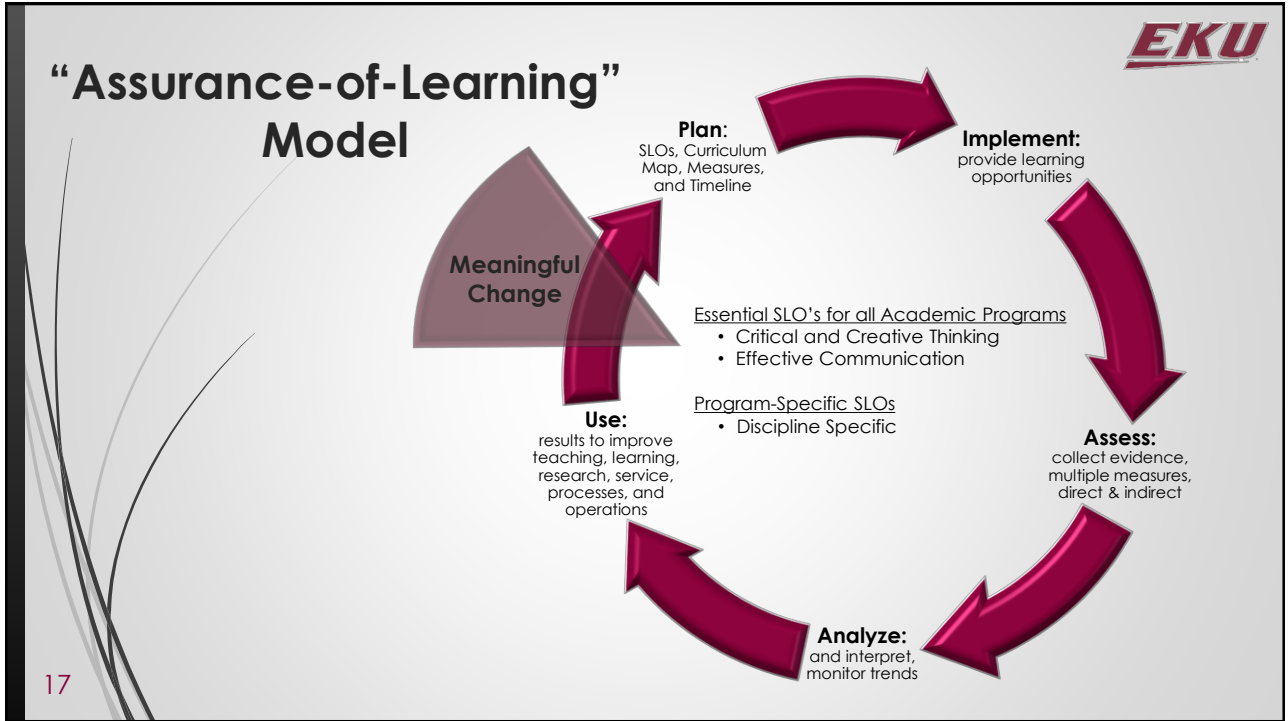 EKU
“Assurance-of-Learning”
Model
Plan:
SLOs, Curriculum
Map, Measures,
and Timeline
Implement:
provide learning
opportunities
Assess:
collect evidence,
multiple measures,
direct & indirect
Analyze:
and interpret,
monitor trends
Use:
results to improve
teaching, learning,
research, service,
processes, and
operations
Meaningful
Change
Essential SLO's for all Academic Programs
• Critical and Creative Thinking
• Effective Communication
Program-Specific SLOs
• Discipline Specific
17